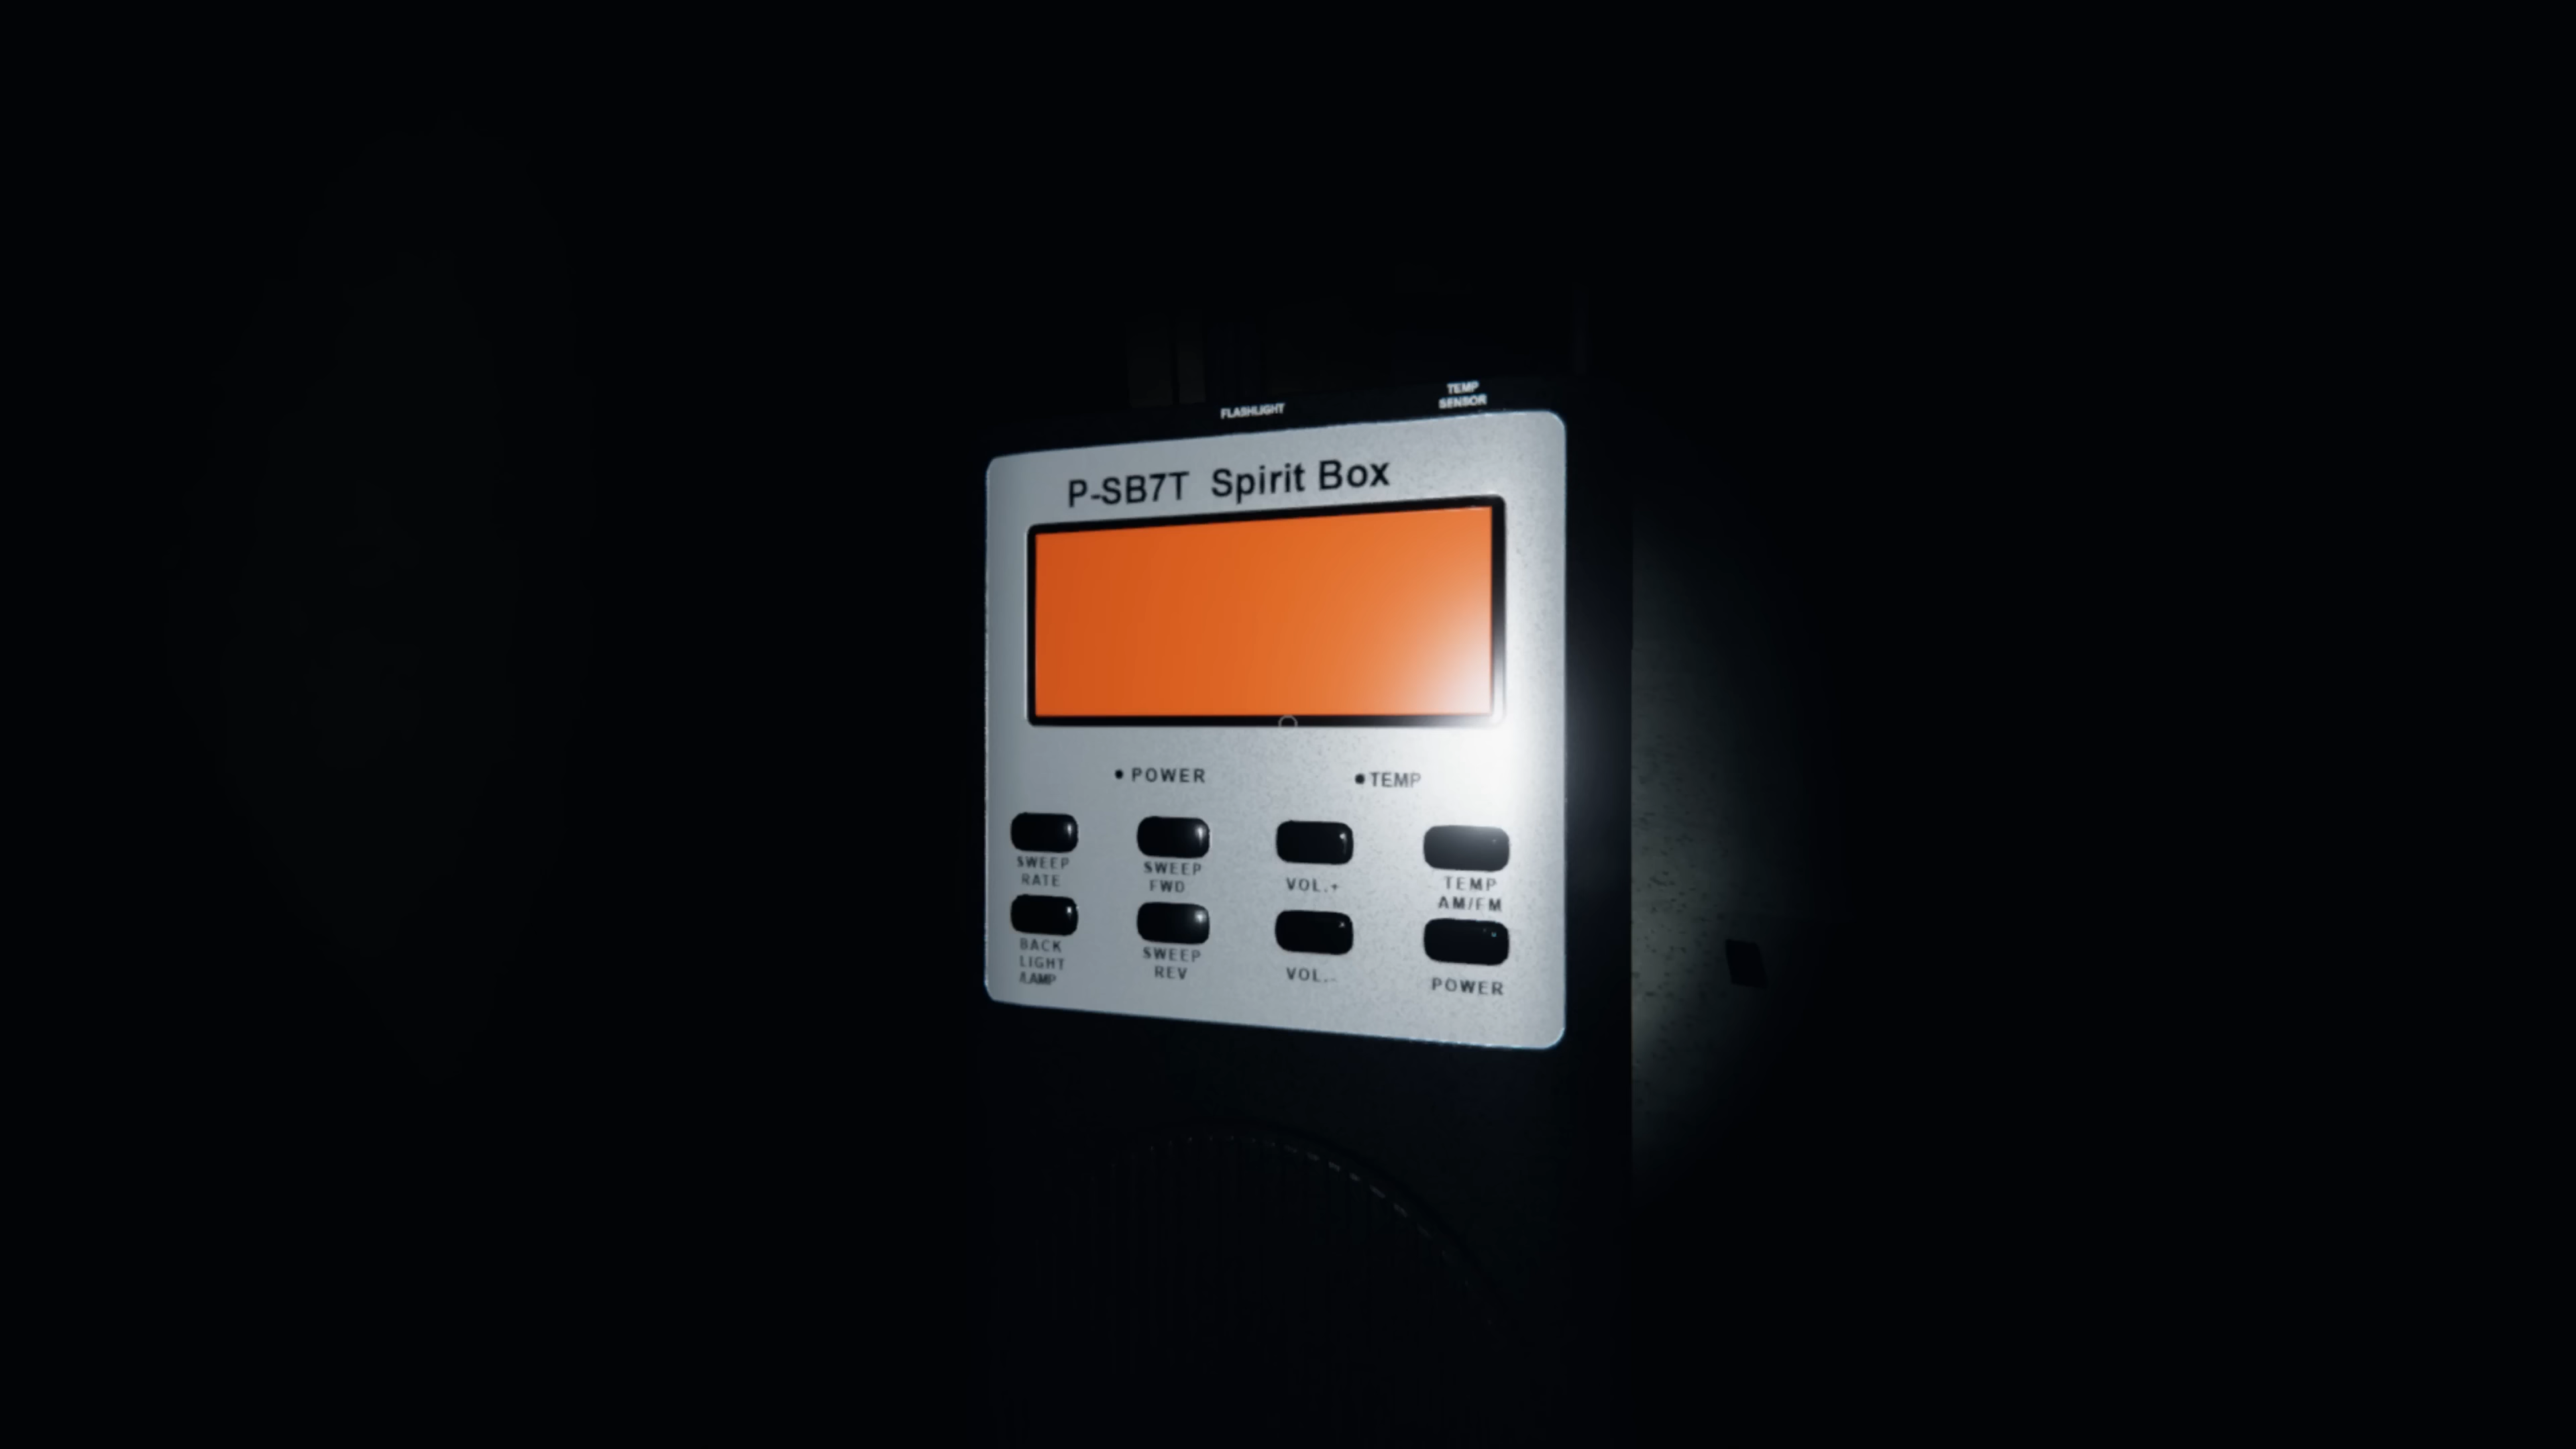 FLASHLIGHT
TEMP
SENSOR
P-SB7T Spirit Box
POWER
TEMP
SWEEP
RATE
SWEEP
FWD
VOL.+
TEMP
AM/FM
BACK
LIGHT
/LAMP
SWEEP
REV
VOL.-
POWER